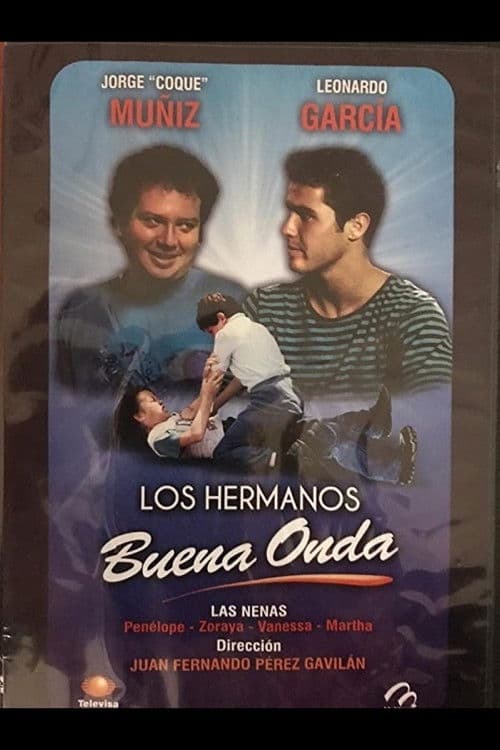 JORGE "COQUE"
MUÑIZ
LEONARDO
GARCÍA
LOS HERMANOS
Buena Onda
LAS NENAS
Penélope - Zoraya - Vanessa - Martha
Dirección
JUAN FERNANDO PÉREZ GAVILÁN
Televisa